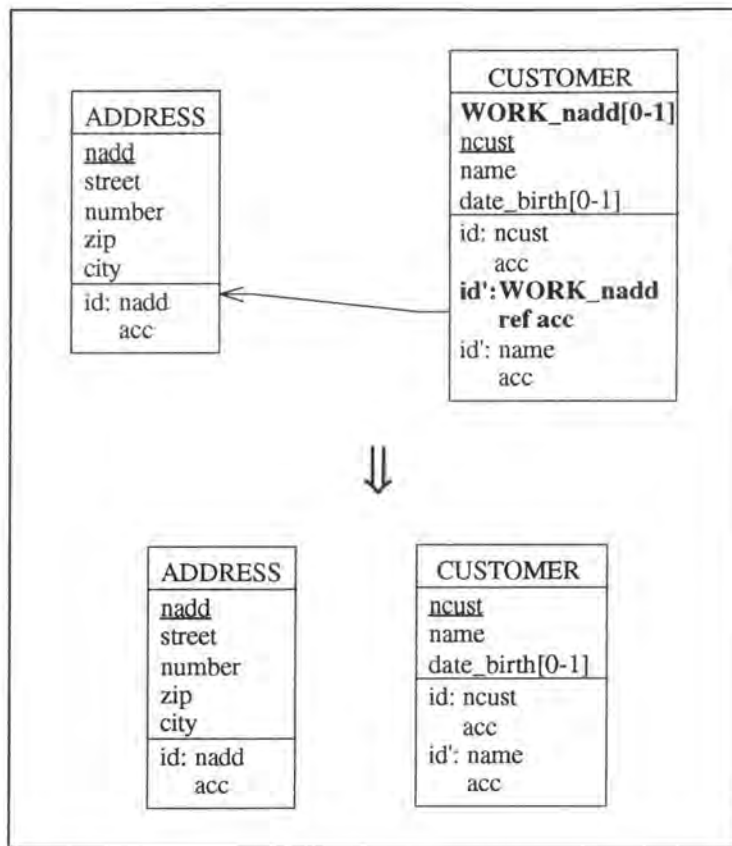 ADDRESS
nadd
street
number
zip
city
id: nadd
acc
CUSTOMER
WORK_nadd[0-1]
ncust
name
date_birth[0-1]
id: ncust
acc
id':WORK_nadd
ref acc
id': name
acc
ADDRESS
nadd
street
number
zip
city
id: nadd
acc
CUSTOMER
ncust
name
date_birth[0-1]
id: ncust
acc
id': name
acc